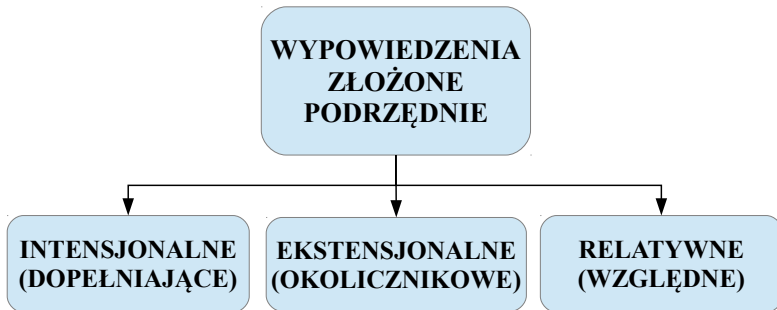 WYPOWIEDZENIA
ZŁOŻONE
PODRZĘDNIE
INTENSJONALNE
(DOPEŁNIAJĄCE)
EKSTENSJONALNE
(OKOLICZNIKOWE)
RELATYWNE
(WZGLĘDNE)